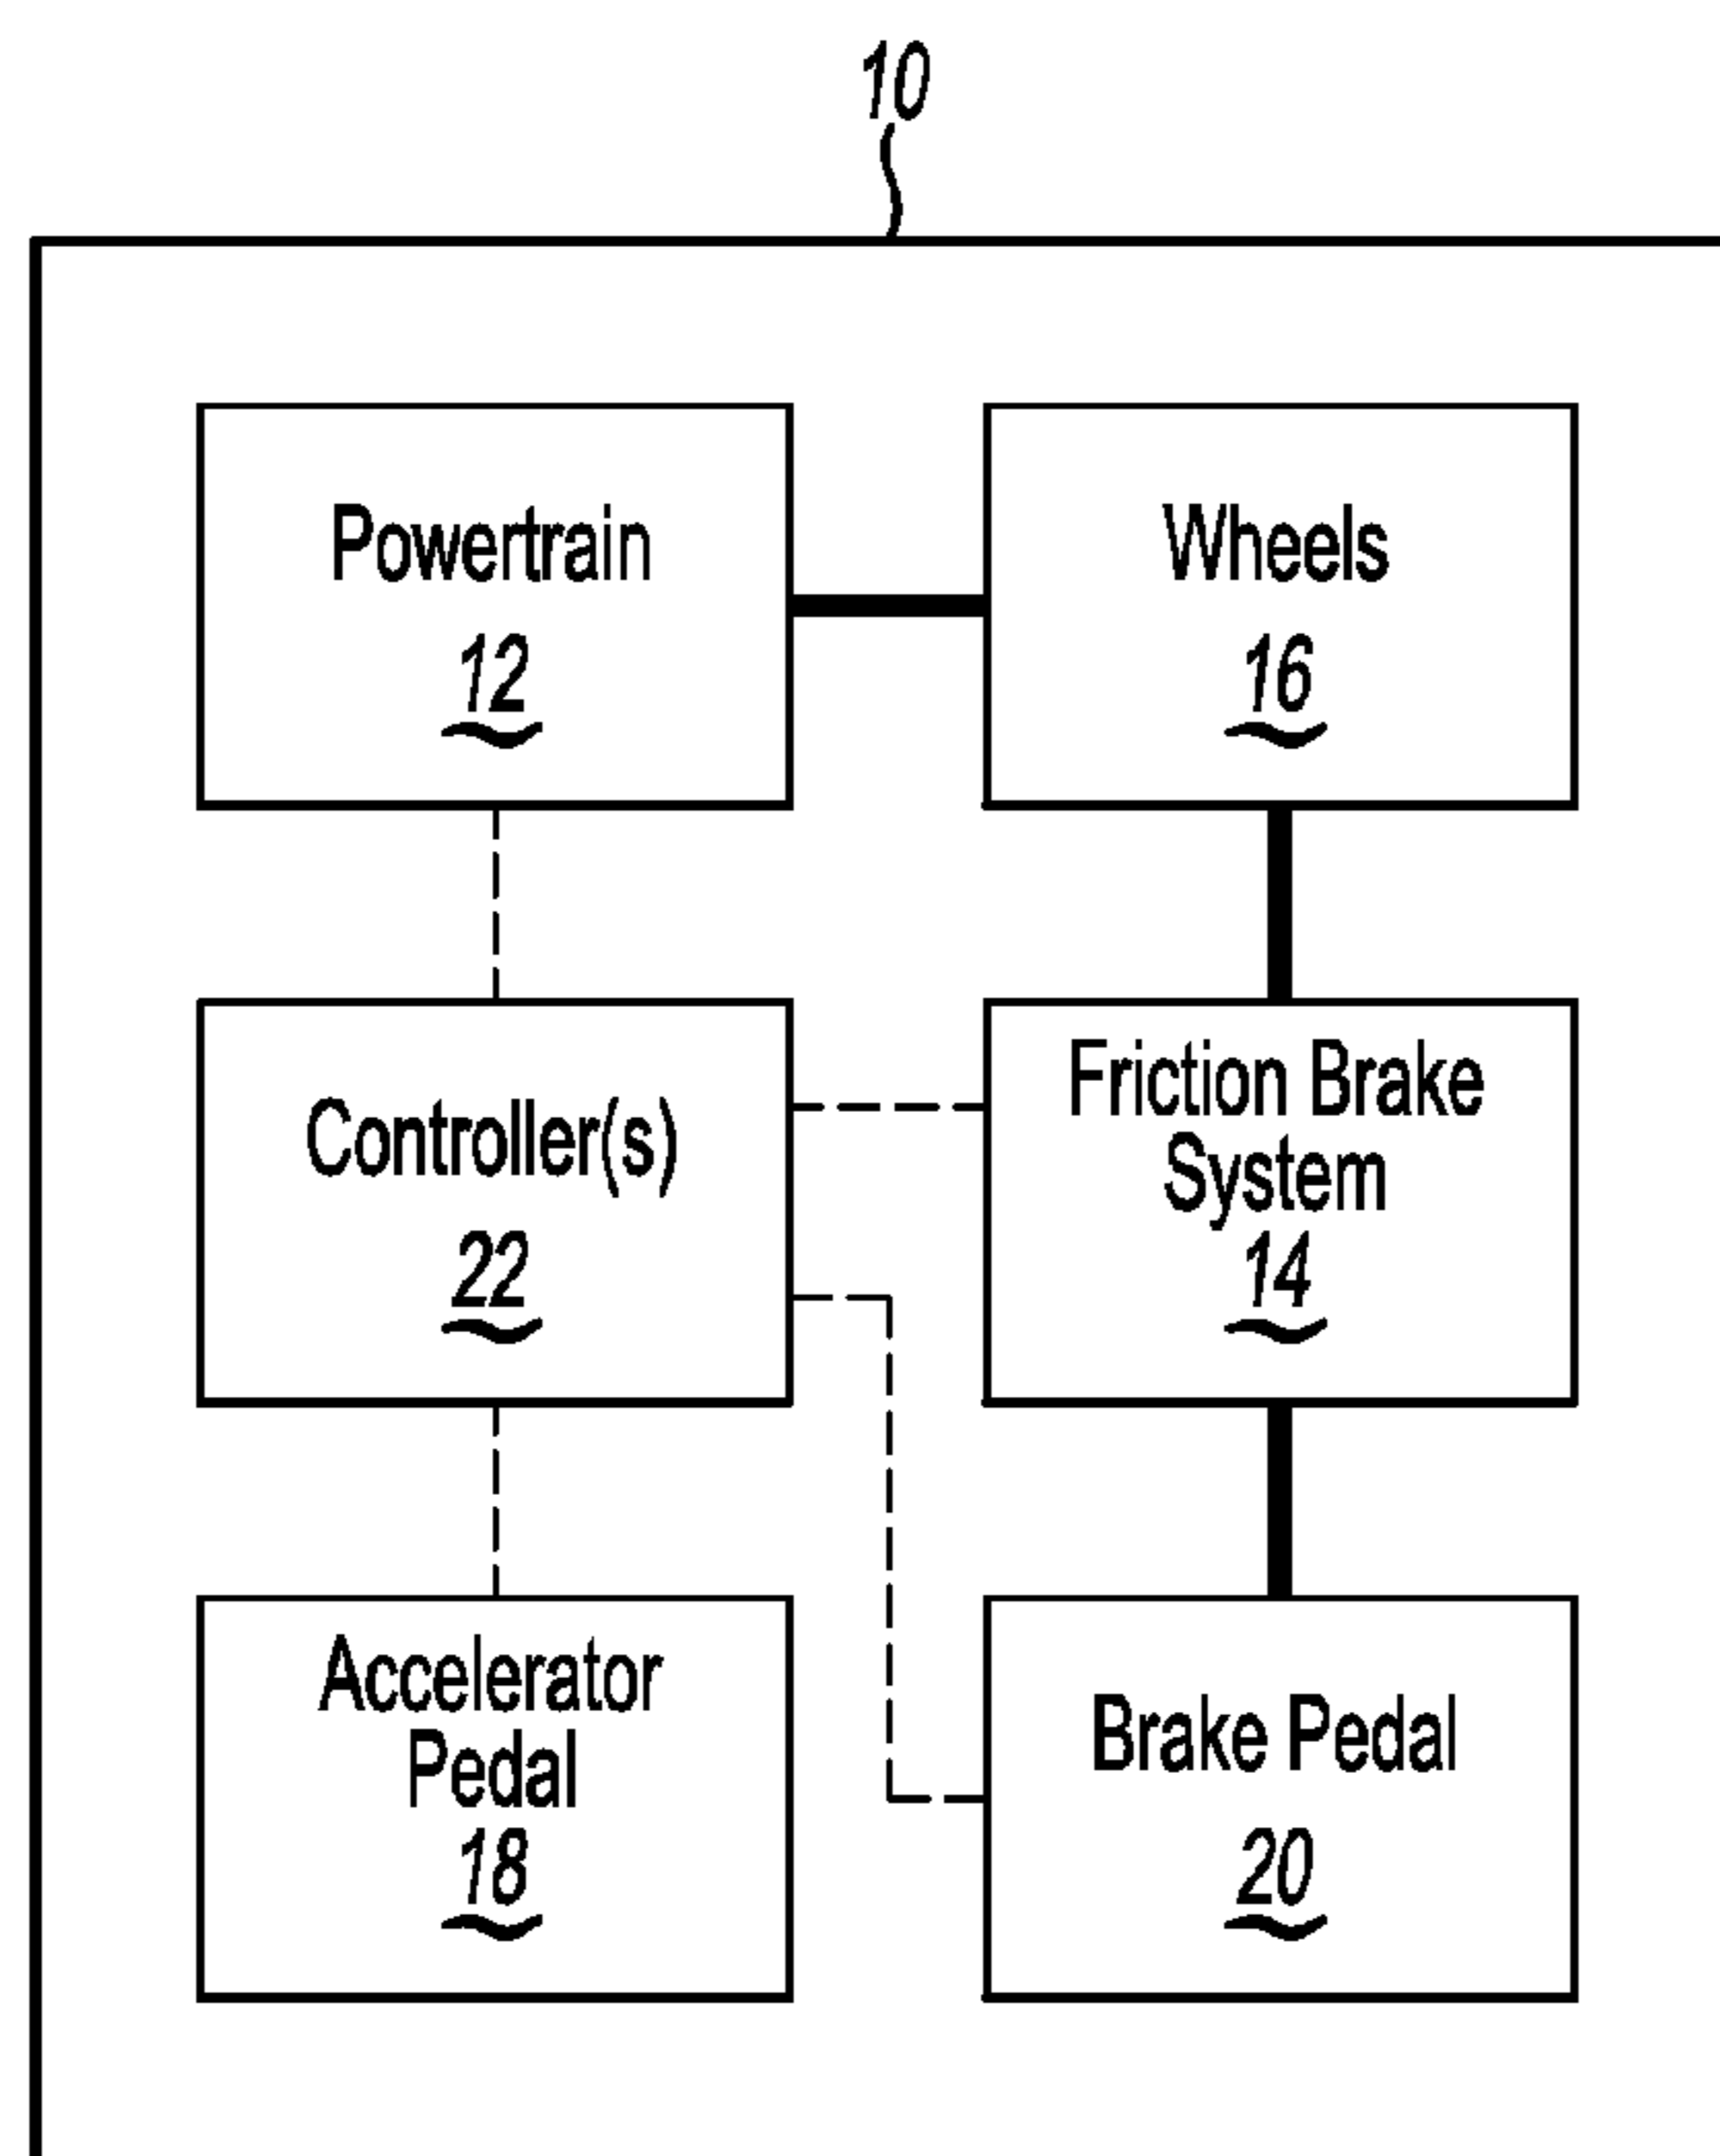 10
Powertrain
12
Wheels
16
Controller(s)
22
Friction Brake
System
14
Accelerator
Pedal
18
Brake Pedal
20